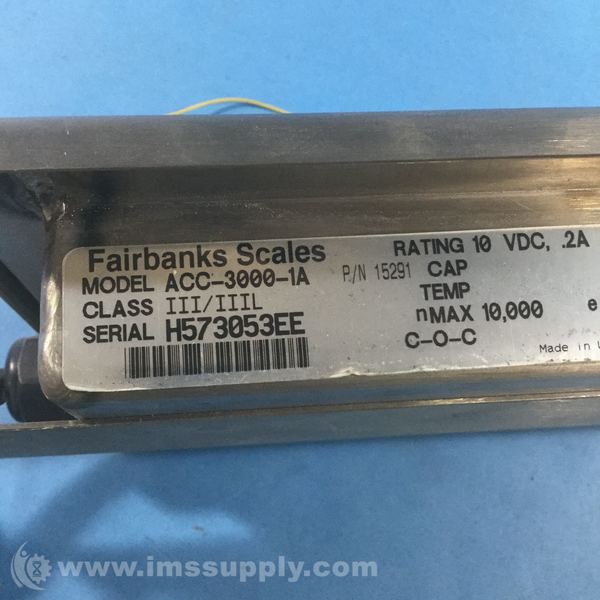 Fairbanks Scales
RATING 10 VDC, .2A
MODEL ACC-3000-1A
P/N 15291 CAP
CLASS III/IIIL
TEMP
SERIAL H573053EE
nMAX 10,000 e
C-O-C
Made in
www.imssupply.com